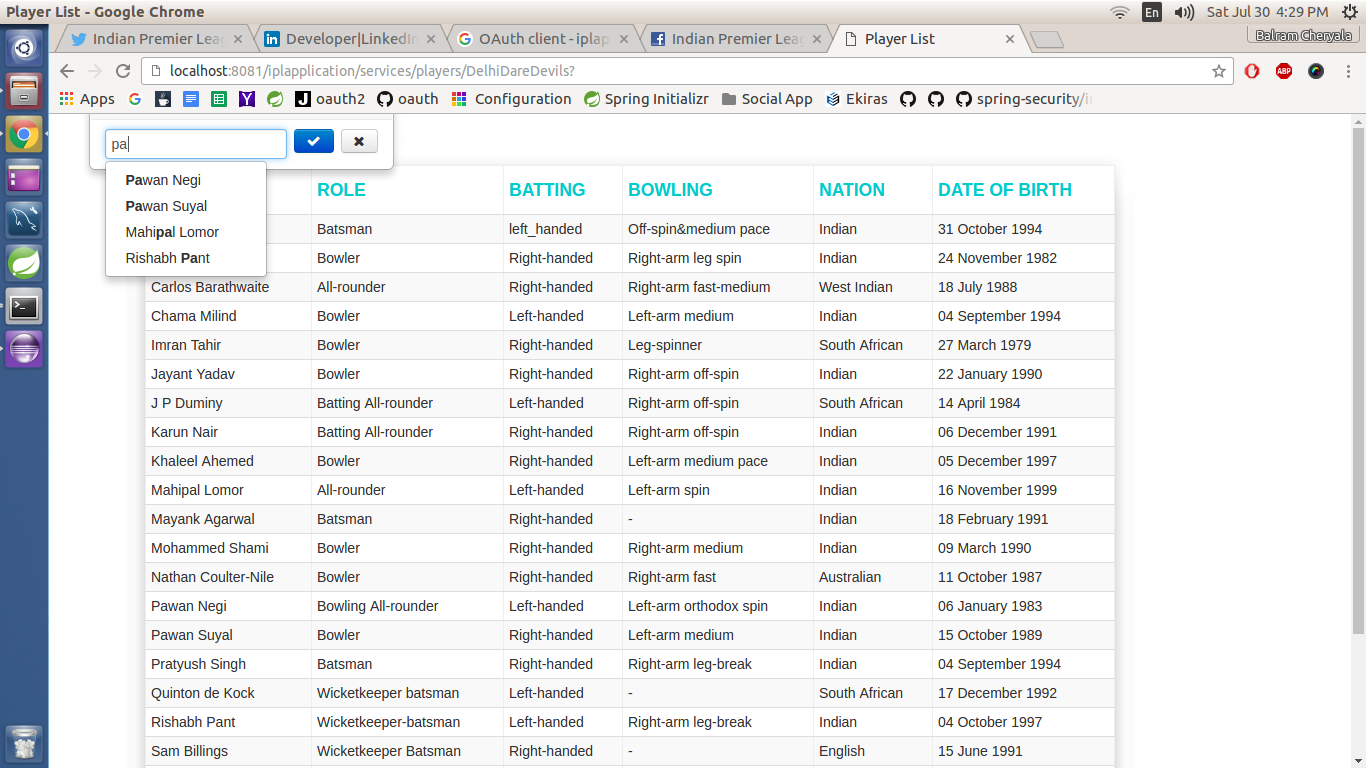 Player List - Google Chrome
En
Sat Jul 30 4:29 PM
Indian Premier Lea
Developer|LinkedIn
OAuth client - iplap
Indian Premier Lea
Player List
Balram Cheryala
localhost:8081/iplapplication/services/players/DelhiDareDevils?
ABP
Apps
oauth2
oauth
Configuration
Spring Initializr
Social App
Ekiras
spring-security/
pa
Pawan Negi
Pawan Suyal
Mahipal Lomor
Rishabh Pant
ROLE BATTING BOWLING NATION DATE OF BIRTH
Batsman left_handed Off-spin&medium pace Indian 31 October 1994
Bowler Right-handed Right-arm leg spin Indian 24 November 1982
Carlos Barathwaite All-rounder Right-handed Right-arm fast-medium West Indian 18 July 1988
Chama Milind Bowler Left-handed Left-arm medium Indian 04 September 1994
Imran Tahir Bowler Right-handed Leg-spinner South African 27 March 1979
Jayant Yadav Bowler Right-handed Right-arm off-spin Indian 22 January 1990
J P Duminy Batting All-rounder Left-handed Right-arm off-spin South African 14 April 1984
Karun Nair Batting All-rounder Right-handed Right-arm off-spin Indian 06 December 1991
Khaleel Ahemed Bowler Right-handed Left-arm medium pace Indian 05 December 1997
Mahipal Lomor All-rounder Left-handed Left-arm spin Indian 16 November 1999
Mayank Agarwal Batsman Right-handed - Indian 18 February 1991
Mohammed Shami Bowler Right-handed Right-arm medium Indian 09 March 1990
Nathan Coulter-Nile Bowler Right-handed Right-arm fast Australian 11 October 1987
Pawan Negi Bowling All-rounder Left-handed Left-arm orthodox spin Indian 06 January 1983
Pawan Suyal Bowler Right-handed Left-arm medium Indian 15 October 1989
Pratyush Singh Batsman Right-handed Right-arm leg-break Indian 04 September 1994
Quinton de Kock Wicketkeeper batsman Left-handed - South African 17 December 1992
Rishabh Pant Wicketkeeper-batsman Left-handed Right-arm leg-break Indian 04 October 1997
Sam Billings Wicketkeeper Batsman Right-handed - English 15 June 1991